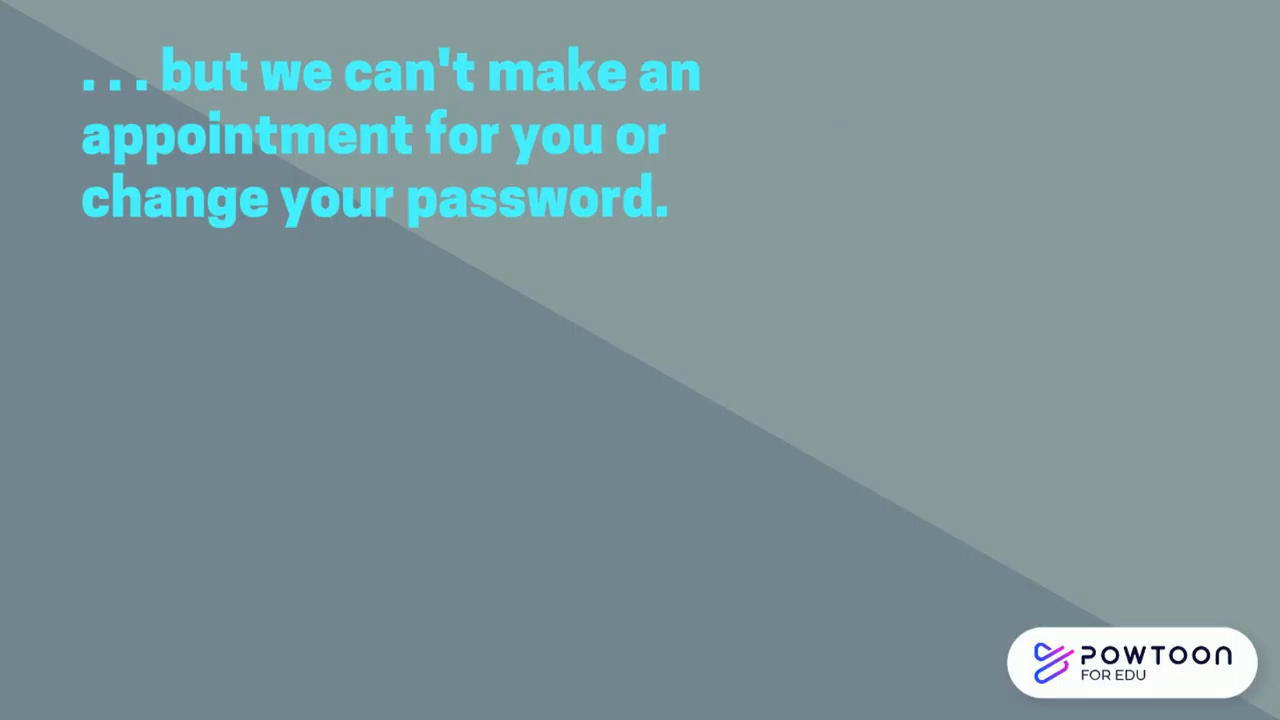 . . . but we can't make an
appointment for you or
change your password.
POWTOON
FOR EDU